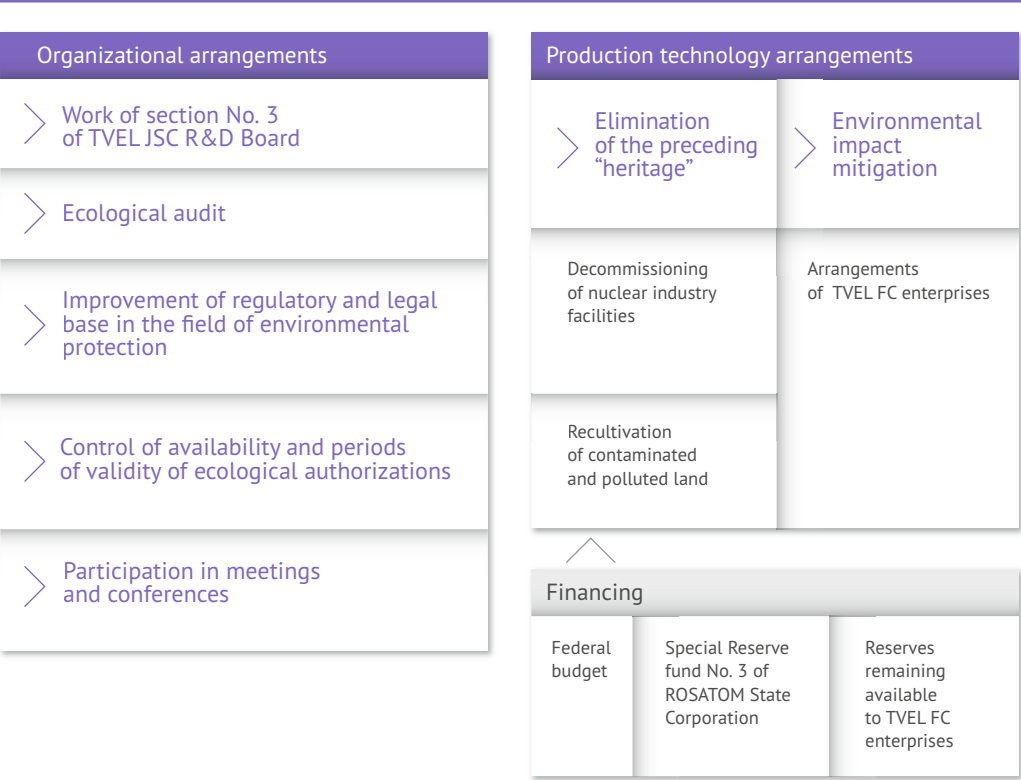 Organizational arrangements
Work of section No. 3
of TVEL JSC R&D Board
Ecological audit
Improvement of regulatory and legal
base in the field of environmental
protection
Control of availability and periods
of validity of ecological authorizations
Participation in meetings
and conferences
Production technology arrangements
Elimination
of the preceding
“heritage”
Environmental
impact
mitigation
Decommissioning
of nuclear industry
facilities
Arrangements
of TVEL FC enterprises
Recultivation
of contaminated
and polluted land
Financing
Federal
budget
Special Reserve
fund No. 3 of
ROSATOM State
Corporation
Reserves
remaining
available
to TVEL FC
enterprises